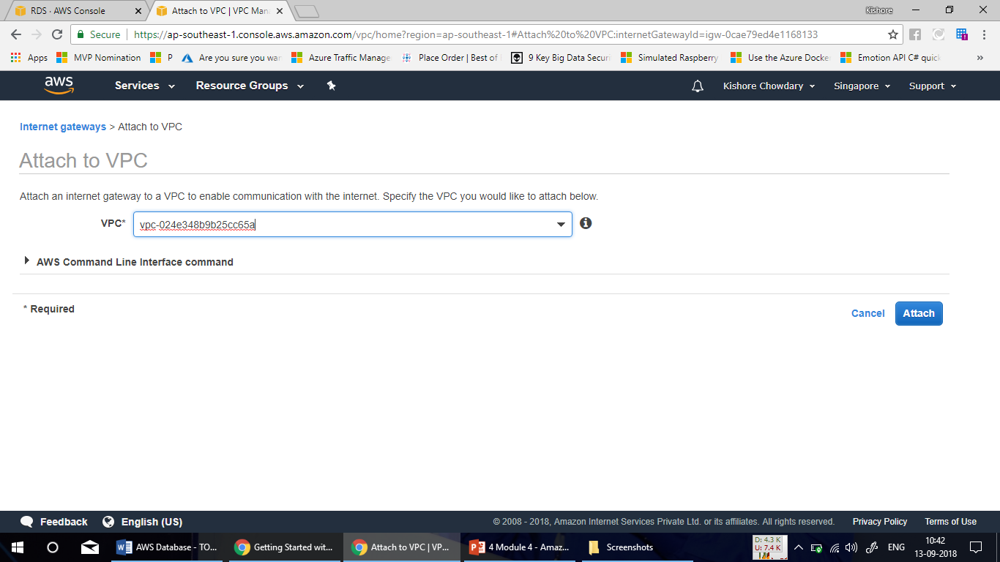 RDS · AWS Console
Attach to VPC | VPC Man
Kishore
Secure
https://ap-southeast-1.console.aws.amazon.com/vpc/home?region=ap-southeast-1#Attach%20to%20VPC:internetGatewayId=igw-0cae79ed4e1168133
Apps
MVP Nomination
P
Are you sure you wan
Azure Traffic Manage
Place Order | Best of
9 Key Big Data Securi
Simulated Raspberry
Use the Azure Docke
Emotion API C# quick
»
aws
Services
Resource Groups
Kishore Chowdary
Singapore
Support
Internet gateways > Attach to VPC
Attach to VPC
Attach an internet gateway to a VPC to enable communication with the internet. Specify the VPC you would like to attach below.
VPC*
vpc-024e348b9b25cc65a
AWS Command Line Interface command
* Required
Cancel
Attach
Feedback
English (US)
© 2008 - 2018, Amazon Internet Services Private Ltd. or its affiliates. All rights reserved.
Privacy Policy
Terms of Use
AWS Database - TO...
Getting Started wit...
Attach to VPC | VP...
4 Module 4 - Amaz...
Screenshots
D: 4.3 K
U: 7.4 K
ENG
10:42
13-09-2018